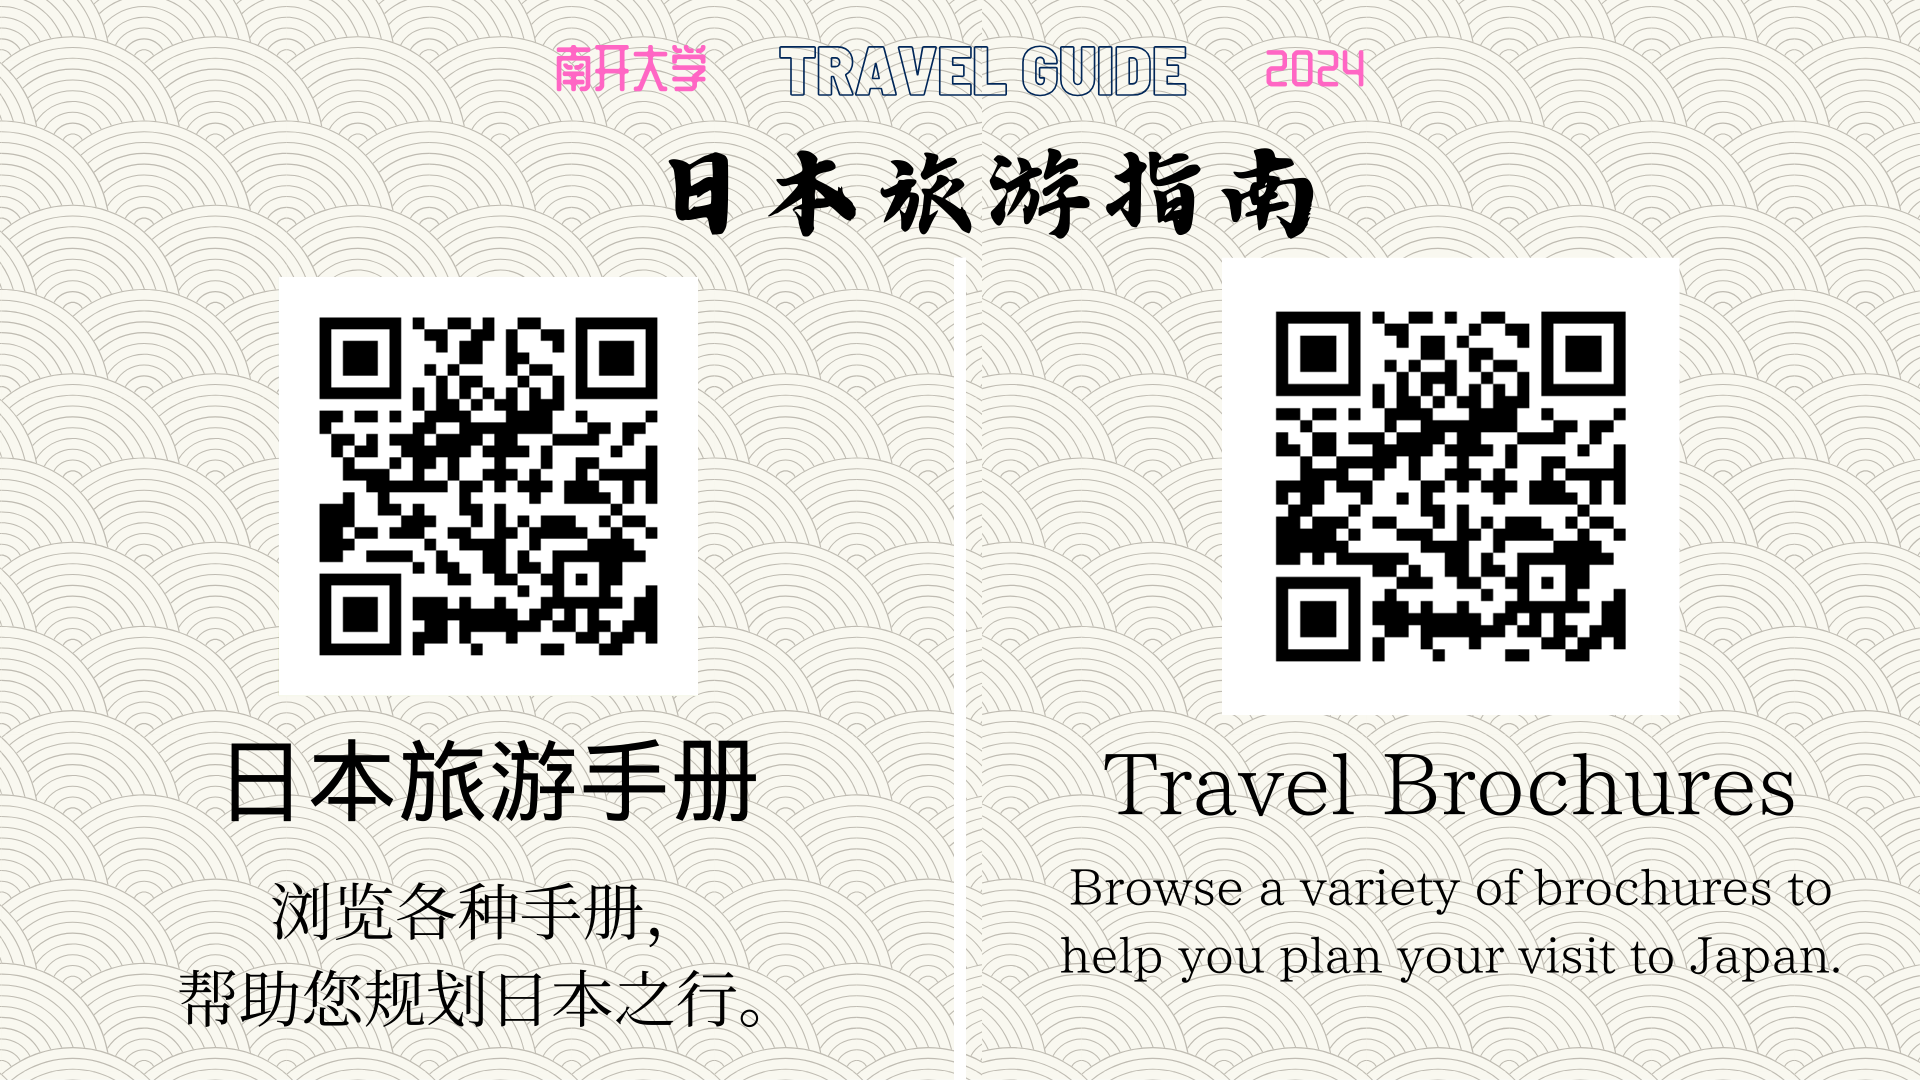 南开大学 TRAVEL GUIDE 2024
日本旅游指南
日本旅游手册
浏览各种手册，
帮助您规划日本之行。
Travel Brochures
Browse a variety of brochures to
help you plan your visit to Japan.